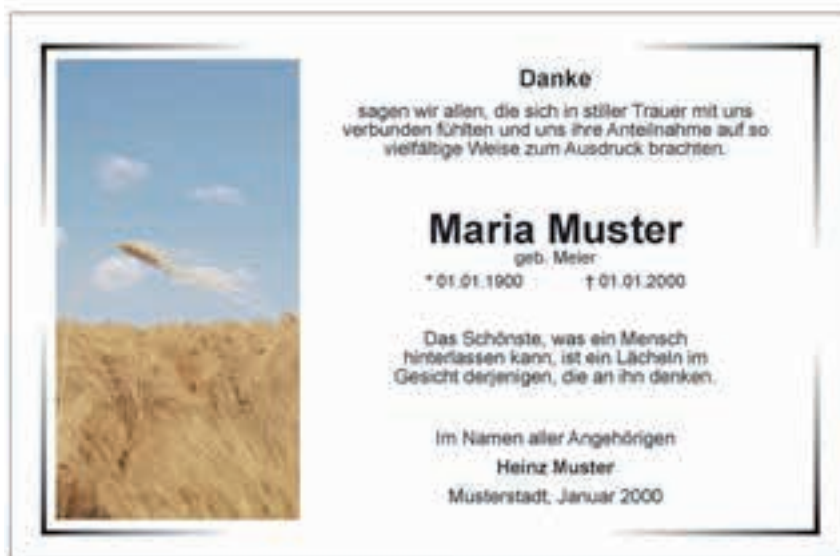 Danke
sagen wir allen, die sich in stiller Trauer mit uns
verbunden fühlten und uns ihre Anteilnahme auf so
vielfältige Weise zum Ausdruck brachten.
Maria Muster
geb. Meier
* 01.01.1900 † 01.01.2000
Das Schönste, was ein Mensch
hinterlassen kann, ist ein Lächeln im
Gesicht derjenigen, die an ihn denken.
Im Namen aller Angehörigen
Heinz Muster
Musterstadt, Januar 2000